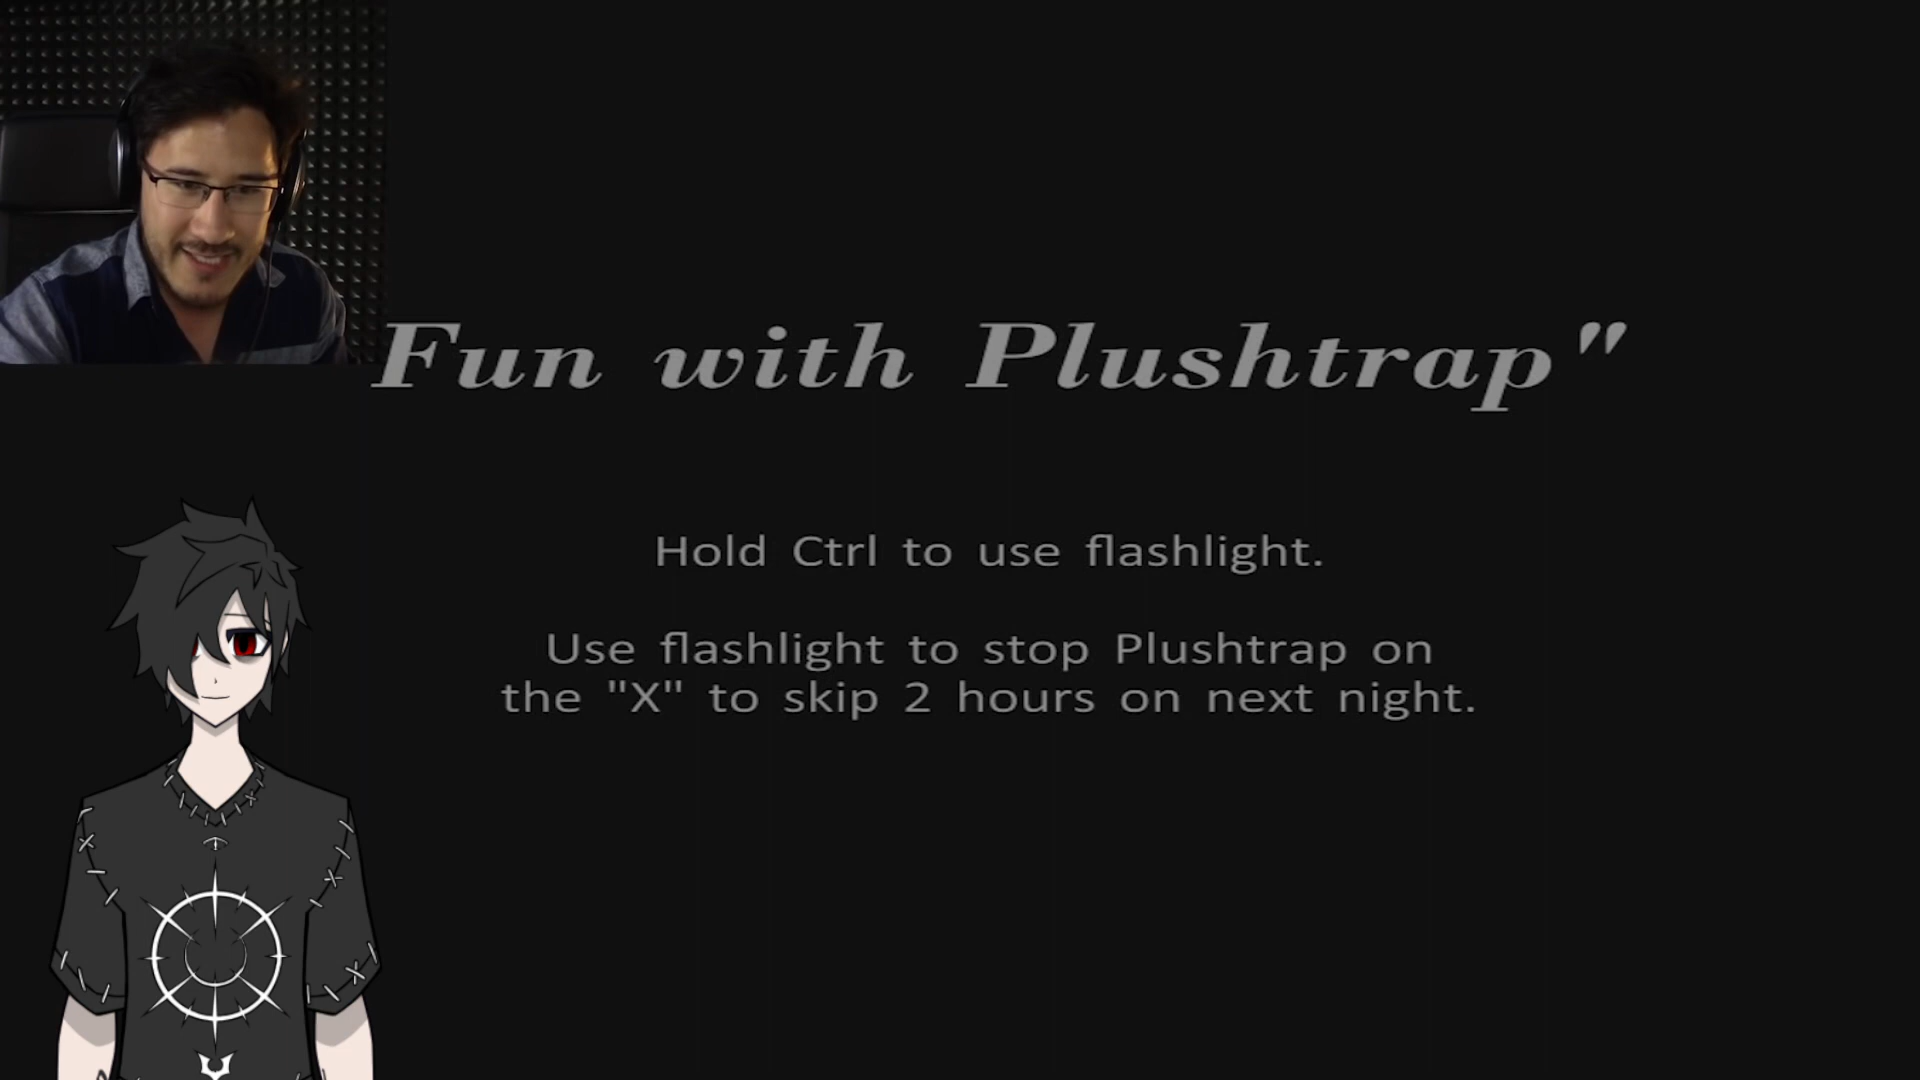 Fun with Plushtrap"
Hold Ctrl to use flashlight.
Use flashlight to stop Plushtrap on
the "X" to skip 2 hours on next night.